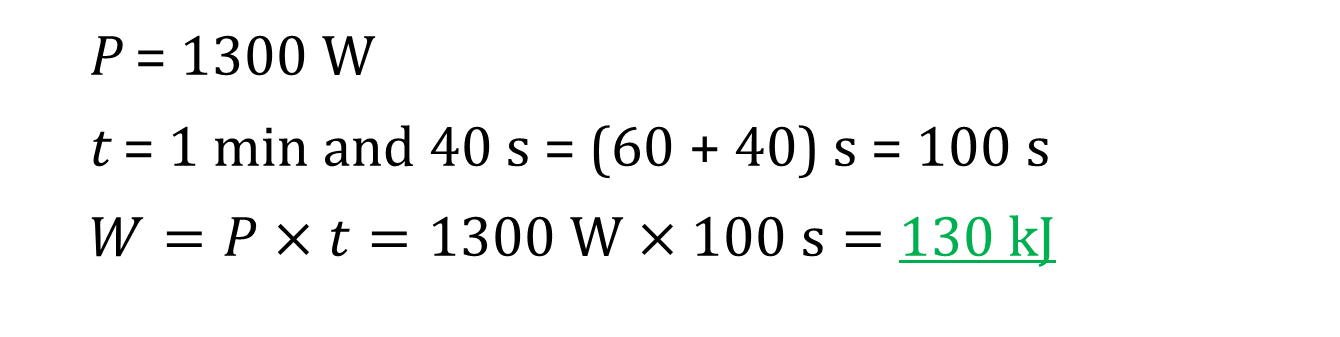 P = 1300 W
t = 1 min and 40 s = (60 + 40) s = 100 s
W = P × t = 1300 W × 100 s = 130 kJ